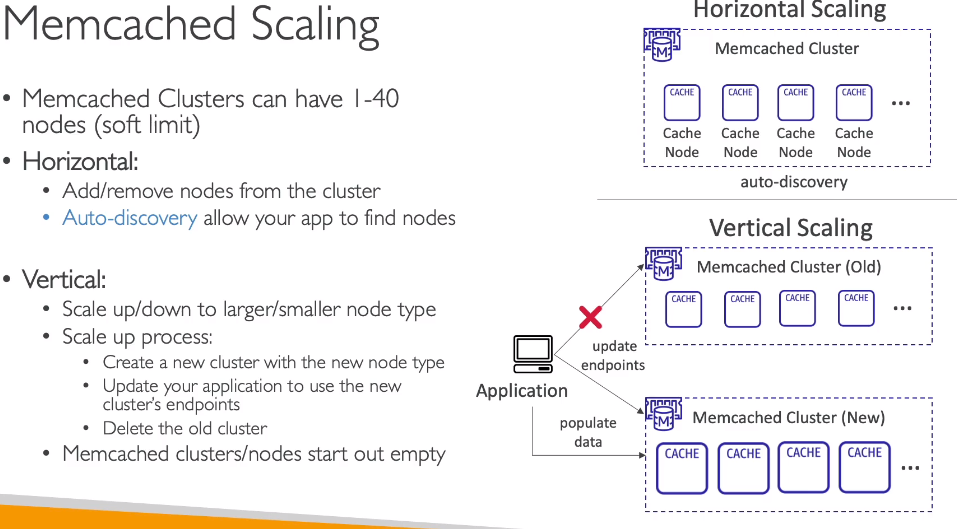 Memcached Scaling
• Memcached Clusters can have 1-40
nodes (soft limit)
• Horizontal:
• Add/remove nodes from the cluster
• Auto-discovery allow your app to find nodes
• Vertical:
• Scale up/down to larger/smaller node type
• Scale up process:
• Create a new cluster with the new node type
• Update your application to use the new
cluster's endpoints
• Delete the old cluster
• Memcached clusters/nodes start out empty
Horizontal Scaling
M
Memcached Cluster
CACHE CACHE CACHE CACHE ...
Cache Cache Cache Cache
Node Node Node Node
auto-discovery
Vertical Scaling
M
Memcached Cluster (Old)
CACHE CACHE CACHE CACHE ...
update
endpoints
Application
populate
data
M
Memcached Cluster (New)
CACHE CACHE CACHE CACHE ...